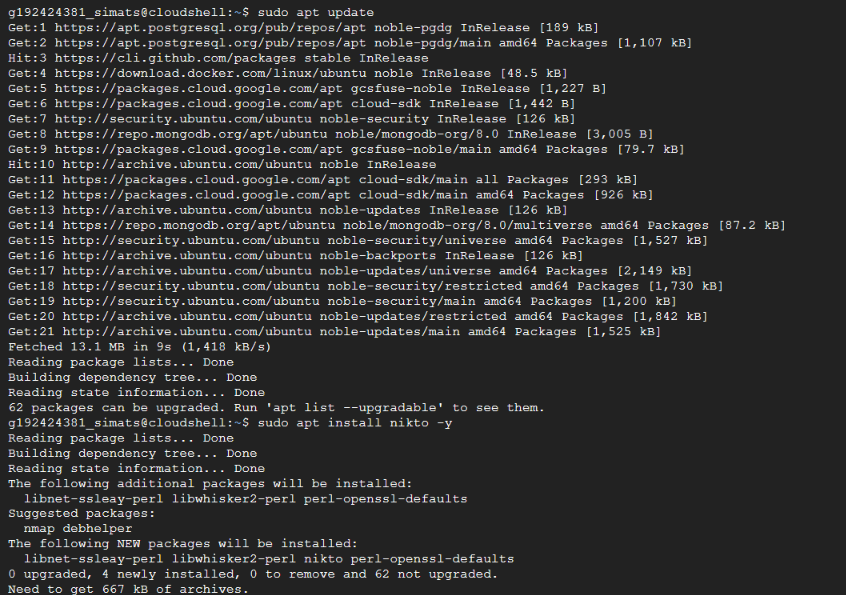 g192424381_simats@cloudshell:~$ sudo apt update
Get:1 https://apt.postgresql.org/pub/repos/apt noble-pgdg InRelease [189 kB]
Get:2 https://apt.postgresql.org/pub/repos/apt noble-pgdg/main amd64 Packages [1,107 kB]
Hit:3 https://cli.github.com/packages stable InRelease
Get:4 https://download.docker.com/linux/ubuntu noble InRelease [48.5 kB]
Get:5 https://packages.cloud.google.com/apt gcsfuse-noble InRelease [1,227 B]
Get:6 https://packages.cloud.google.com/apt cloud-sdk InRelease [1,442 B]
Get:7 http://security.ubuntu.com/ubuntu noble-security InRelease [126 kB]
Get:8 https://repo.mongodb.org/apt/ubuntu noble/mongodb-org/8.0 InRelease [3,005 B]
Get:9 https://packages.cloud.google.com/apt gcsfuse-noble/main amd64 Packages [79.7 kB]
Hit:10 http://archive.ubuntu.com/ubuntu noble InRelease
Get:11 https://packages.cloud.google.com/apt cloud-sdk/main all Packages [293 kB]
Get:12 https://packages.cloud.google.com/apt cloud-sdk/main amd64 Packages [926 kB]
Get:13 http://archive.ubuntu.com/ubuntu noble-updates InRelease [126 kB]
Get:14 https://repo.mongodb.org/apt/ubuntu noble/mongodb-org/8.0/multiverse amd64 Packages [87.2 kB]
Get:15 http://security.ubuntu.com/ubuntu noble-security/universe amd64 Packages [1,527 kB]
Get:16 http://archive.ubuntu.com/ubuntu noble-backports InRelease [126 kB]
Get:17 http://archive.ubuntu.com/ubuntu noble-updates/universe amd64 Packages [2,149 kB]
Get:18 http://security.ubuntu.com/ubuntu noble-security/restricted amd64 Packages [1,730 kB]
Get:19 http://security.ubuntu.com/ubuntu noble-security/main amd64 Packages [1,200 kB]
Get:20 http://archive.ubuntu.com/ubuntu noble-updates/restricted amd64 Packages [1,842 kB]
Get:21 http://archive.ubuntu.com/ubuntu noble-updates/main amd64 Packages [1,525 kB]
Fetched 13.1 MB in 9s (1,418 kB/s)
Reading package lists... Done
Building dependency tree... Done
Reading state information... Done
62 packages can be upgraded. Run 'apt list --upgradable' to see them.
g192424381_simats@cloudshell:~$ sudo apt install nikto -y
Reading package lists... Done
Building dependency tree... Done
Reading state information... Done
The following additional packages will be installed:
  libnet-ssleay-perl libwhisker2-perl perl-openssl-defaults
Suggested packages:
  nmap debhelper
The following NEW packages will be installed:
  libnet-ssleay-perl libwhisker2-perl nikto perl-openssl-defaults
0 upgraded, 4 newly installed, 0 to remove and 62 not upgraded.
Need to get 667 kB of archives.